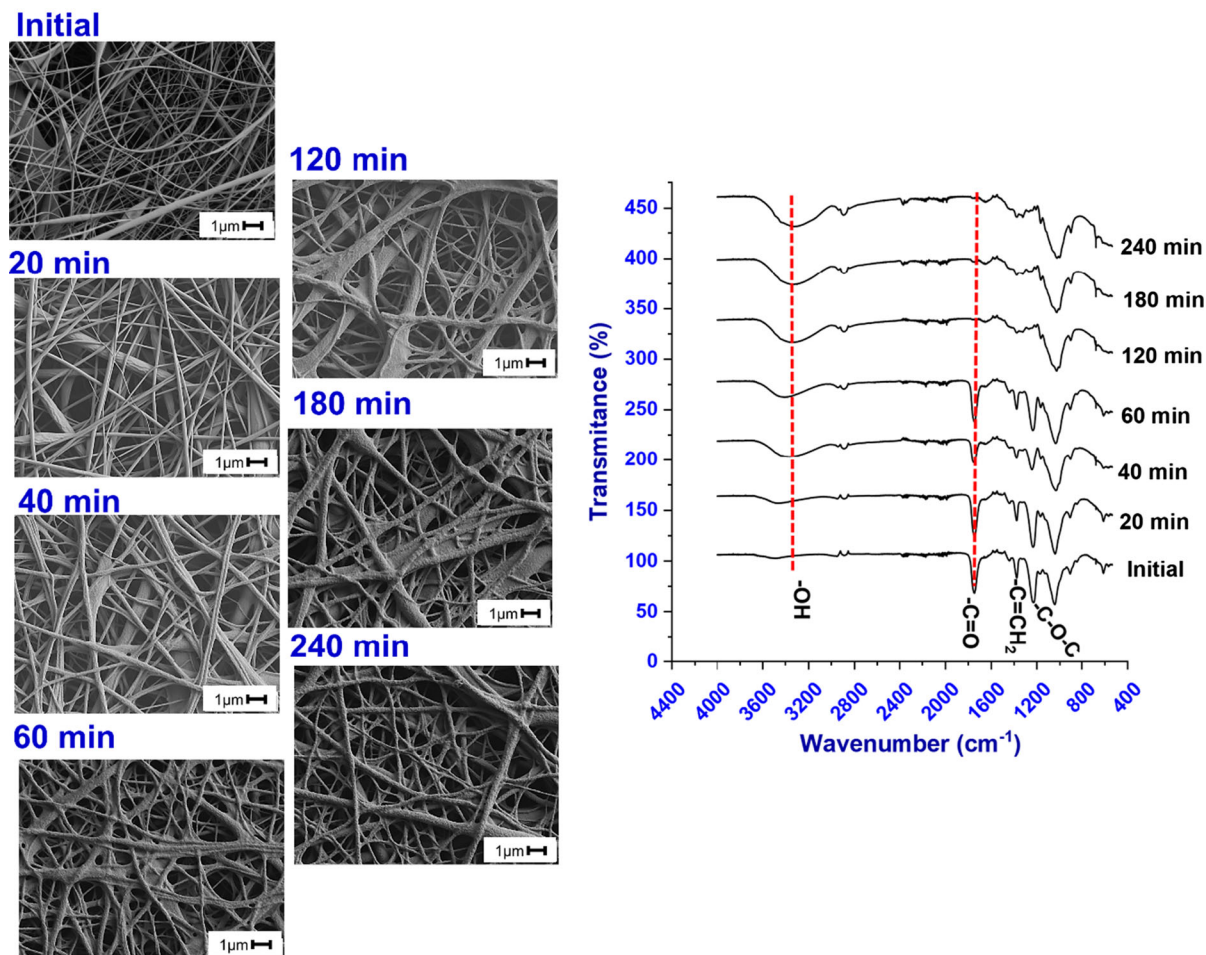 Initial
1µm
20 min
1µm
40 min
1µm
60 min
1µm
120 min
1µm
180 min
1µm
240 min
1µm
Transmitance (%)
450
400
350
300
250
200
150
100
50
0
240 min
180 min
120 min
60 min
40 min
20 min
Initial
-OH
-C=O
-C=CH₂
-C-O-C
4400
4000
3600
3200
2800
2400
2000
1600
1200
800
400
Wavenumber (cm⁻¹)